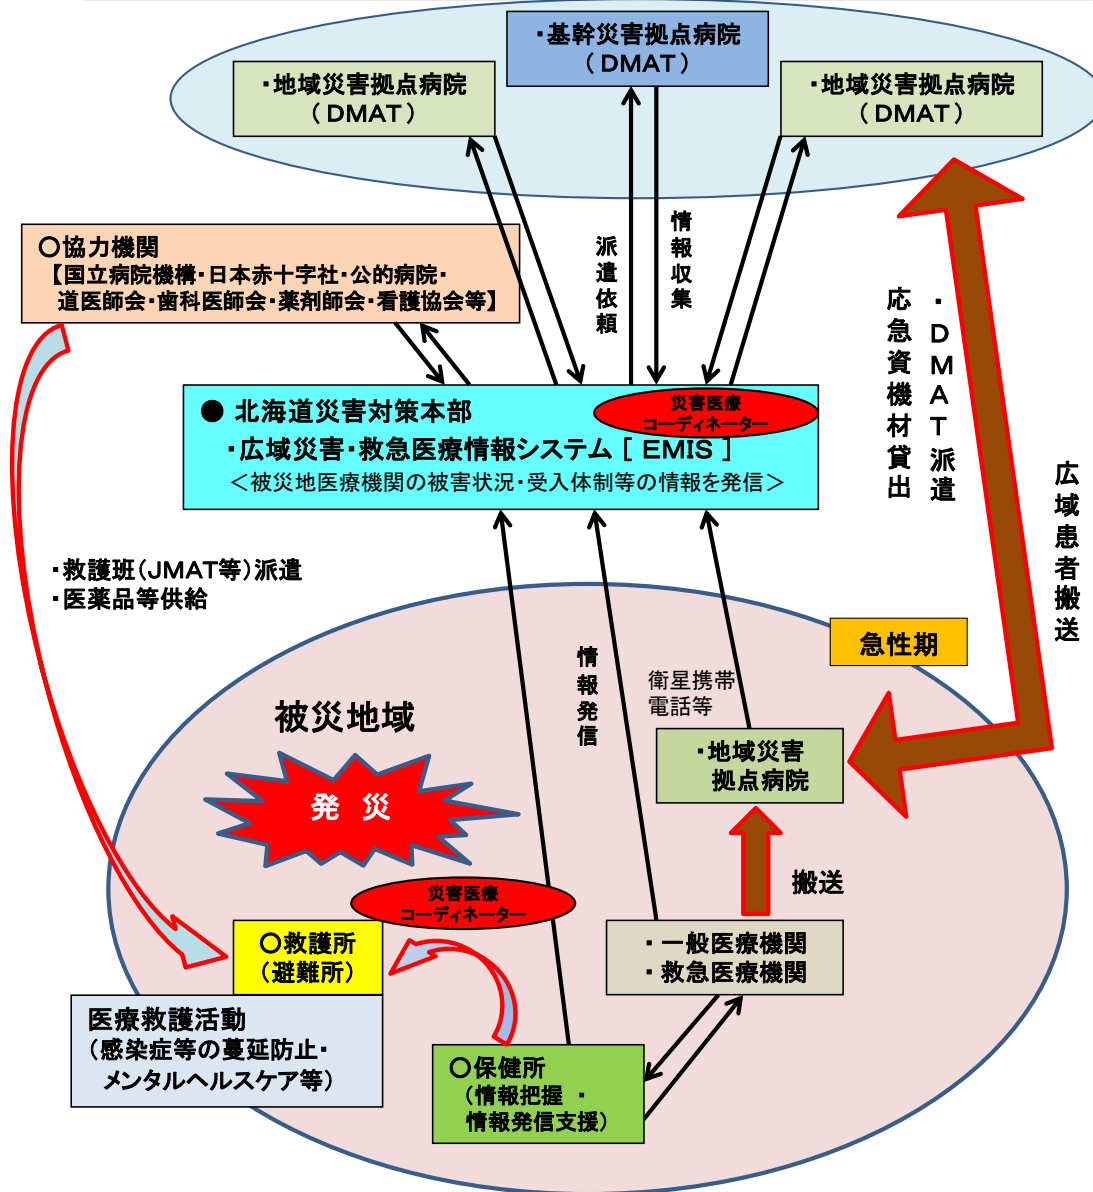 ・基幹災害拠点病院
（DMAT）
・地域災害拠点病院
（DMAT）
・地域災害拠点病院
（DMAT）
○協力機関
【国立病院機構・日本赤十字社・公的病院・
道医師会・歯科医師会・薬剤師会・看護協会等】
派遣依頼
情報収集
・DMAT派遣
応急資機材貸出
広域患者搬送
災害医療
コーディネーター
● 北海道災害対策本部
・広域災害・救急医療情報システム［ EMIS ］
＜被災地医療機関の被害状況・受入体制等の情報を発信＞
・救護班（JMAT等）派遣
・医薬品等供給
急性期
情報発信
衛星携帯
電話等
被災地域
・地域災害
拠点病院
発 災
搬送
災害医療
コーディネーター
○救護所
（避難所）
・一般医療機関
・救急医療機関
医療救護活動
（感染症等の蔓延防止・
メンタルヘルスケア等）
○保健所
（情報把握 ・
情報発信支援）